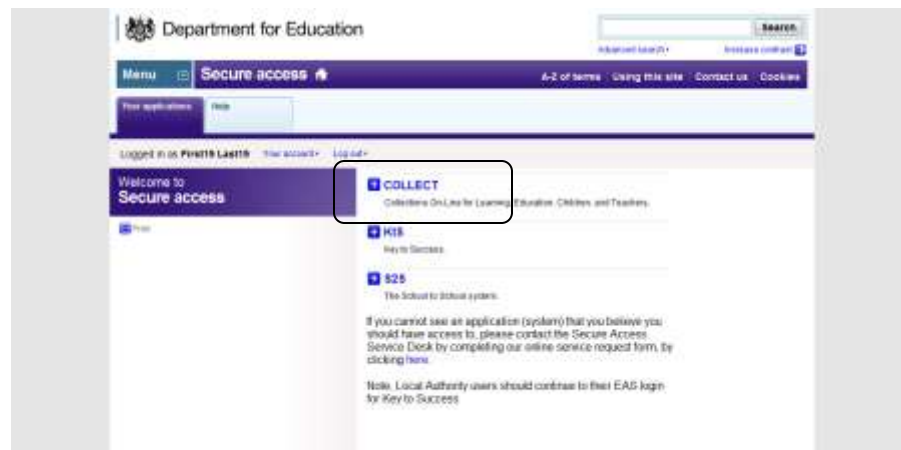 Department for Education
Search
Advanced search
Increase contrast
Menu
Secure access
A-Z of terms Using this site Contact us Cookies
Your applications
Help
Logged in as First19 Last19 Your account Log out
Welcome to
Secure access
Print
COLLECT
Collections On-Line for Learning, Education, Children, and Teachers.
KtS
Key to Success
S2S
The School to School system.
If you cannot see an application (system) that you believe you
should have access to, please contact the Secure Access
Service Desk by completing our online service request form, by
clicking here.
Note, Local Authority users should continue to their EAS login
for Key to Success